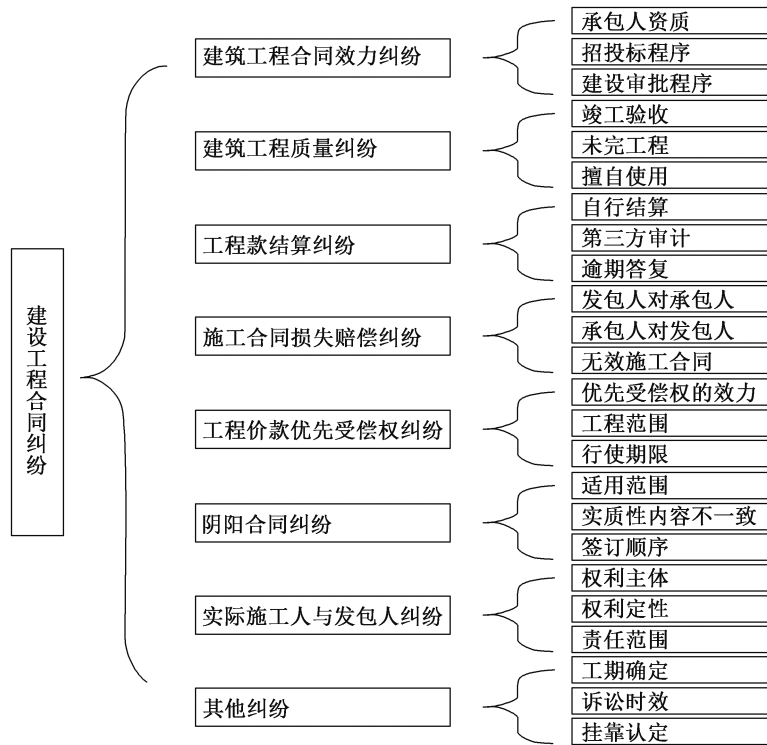 建设工程合同纠纷
建筑工程合同效力纠纷
承包人资质
招投标程序
建设审批程序
建筑工程质量纠纷
竣工验收
未完工程
擅自使用
工程款结算纠纷
自行结算
第三方审计
逾期答复
施工合同损失赔偿纠纷
发包人对承包人
承包人对发包人
无效施工合同
工程价款优先受偿权纠纷
优先受偿权的效力
工程范围
行使期限
阴阳合同纠纷
适用范围
实质性内容不一致
签订顺序
实际施工人与发包人纠纷
权利主体
权利定性
责任范围
其他纠纷
工期确定
诉讼时效
挂靠认定